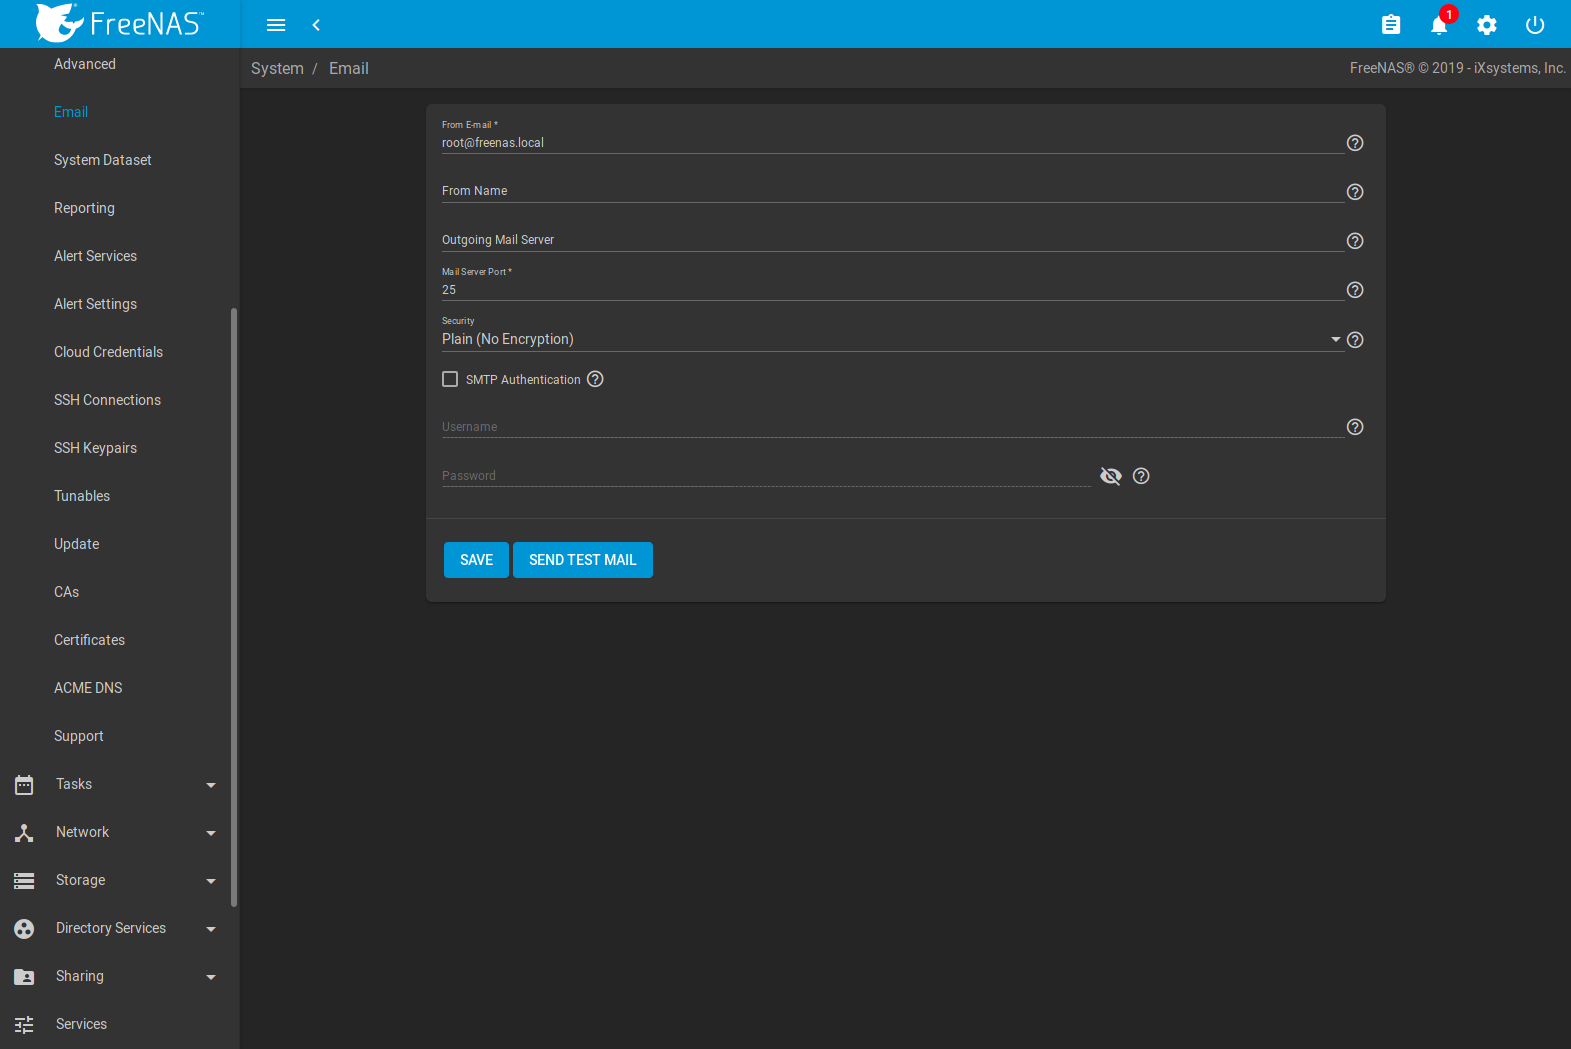 FreeNAS™
1
Advanced
Email
System Dataset
Reporting
Alert Services
Alert Settings
Cloud Credentials
SSH Connections
SSH Keypairs
Tunables
Update
CAs
Certificates
ACME DNS
Support
Tasks
Network
Storage
Directory Services
Sharing
Services
System / Email
FreeNAS® © 2019 - iXsystems, Inc.
From E-mail *
root@freenas.local
From Name
Outgoing Mail Server
Mail Server Port *
25
Security
Plain (No Encryption)
SMTP Authentication
Username
Password
SAVE SEND TEST MAIL